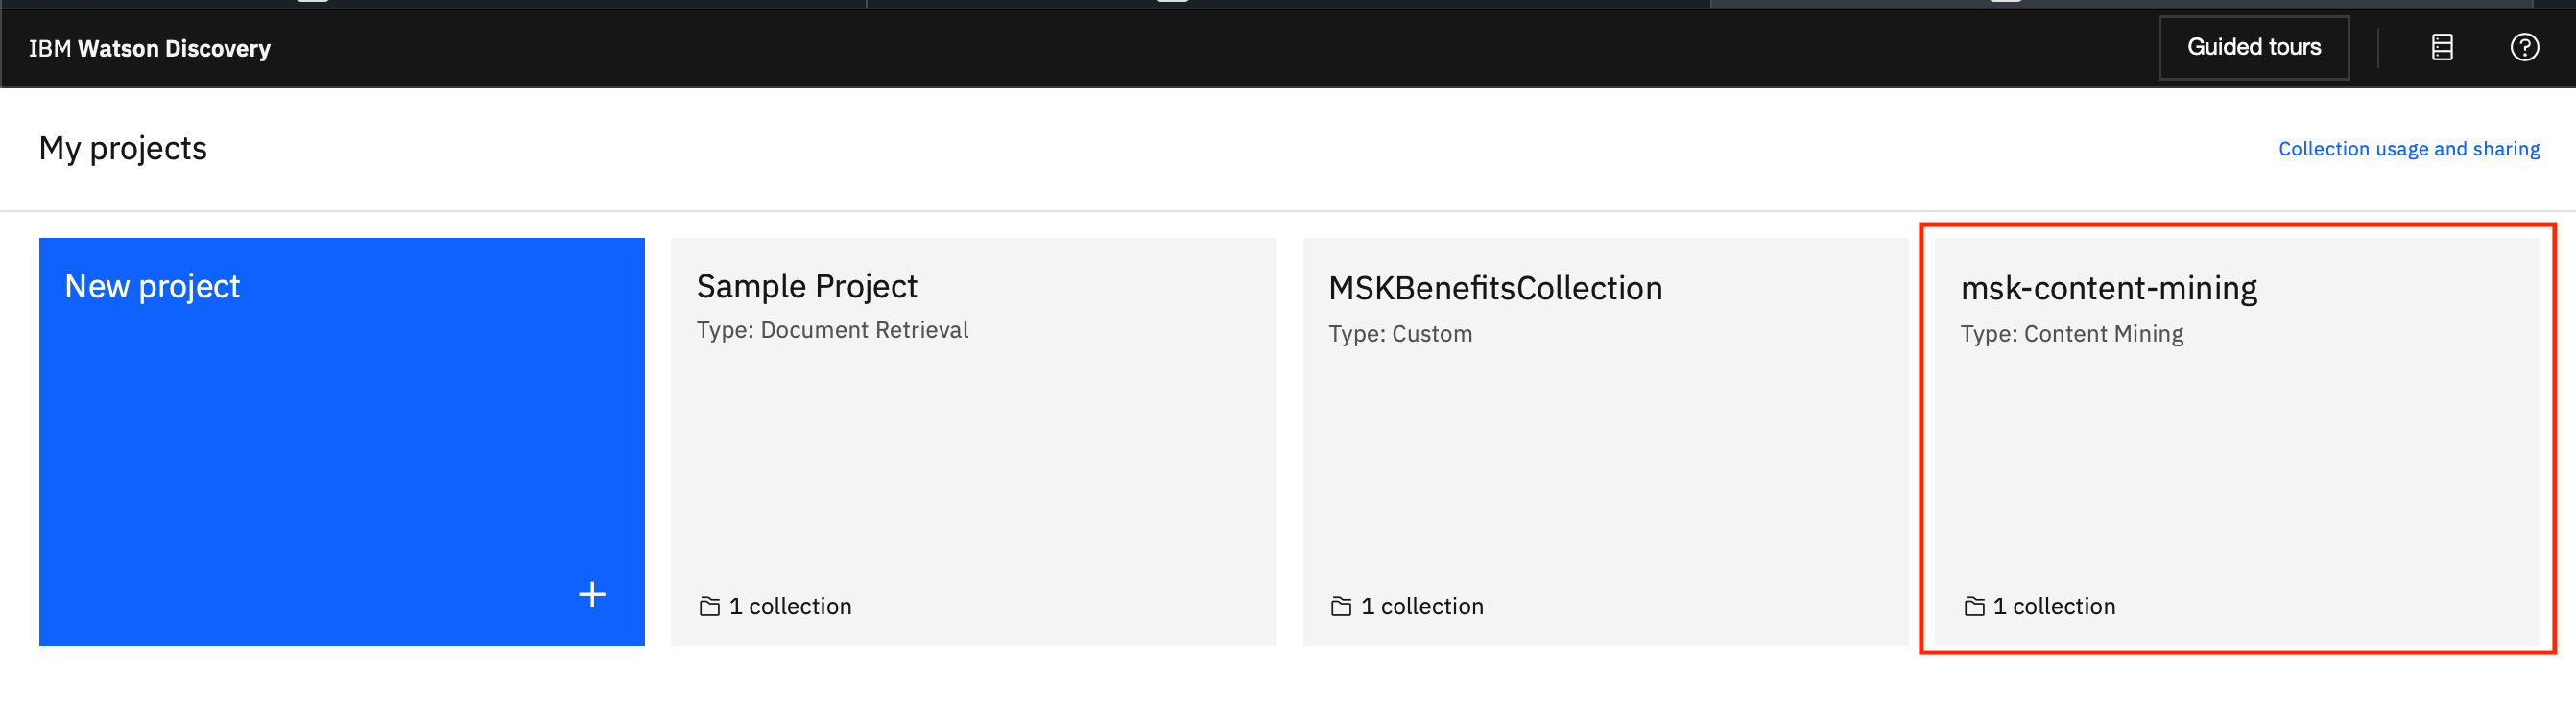 IBM Watson Discovery
Guided tours
My projects
Collection usage and sharing
New project
Sample Project
Type: Document Retrieval
1 collection
MSKBenefitsCollection
Type: Custom
1 collection
msk-content-mining
Type: Content Mining
1 collection